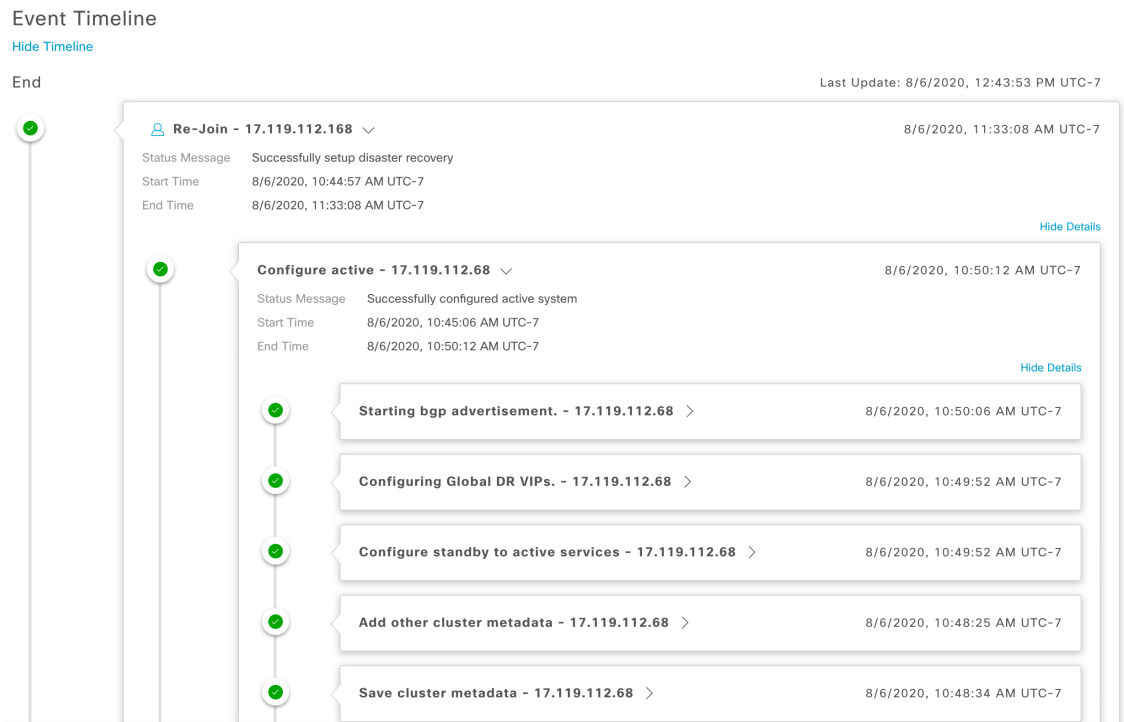 Event Timeline
Hide Timeline
End
Last Update: 8/6/2020, 12:43:53 PM UTC-7
Re-Join - 17.119.112.168
8/6/2020, 11:33:08 AM UTC-7
Status Message Successfully setup disaster recovery
Start Time 8/6/2020, 10:44:57 AM UTC-7
End Time 8/6/2020, 11:33:08 AM UTC-7
Hide Details
Configure active - 17.119.112.68
8/6/2020, 10:50:12 AM UTC-7
Status Message Successfully configured active system
Start Time 8/6/2020, 10:45:06 AM UTC-7
End Time 8/6/2020, 10:50:12 AM UTC-7
Hide Details
Starting bgp advertisement. - 17.119.112.68
8/6/2020, 10:50:06 AM UTC-7
Configuring Global DR VIPs. - 17.119.112.68
8/6/2020, 10:49:52 AM UTC-7
Configure standby to active services - 17.119.112.68
8/6/2020, 10:49:52 AM UTC-7
Add other cluster metadata - 17.119.112.68
8/6/2020, 10:48:25 AM UTC-7
Save cluster metadata - 17.119.112.68
8/6/2020, 10:48:34 AM UTC-7